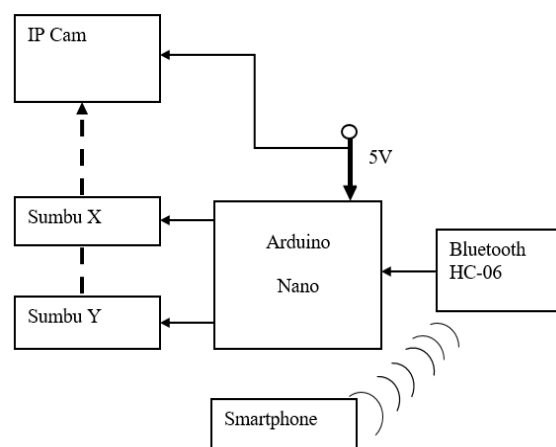 IP Cam
5V
Sumbu X
Arduino
Nano
Bluetooth
HC-06
Sumbu Y
Smartphone